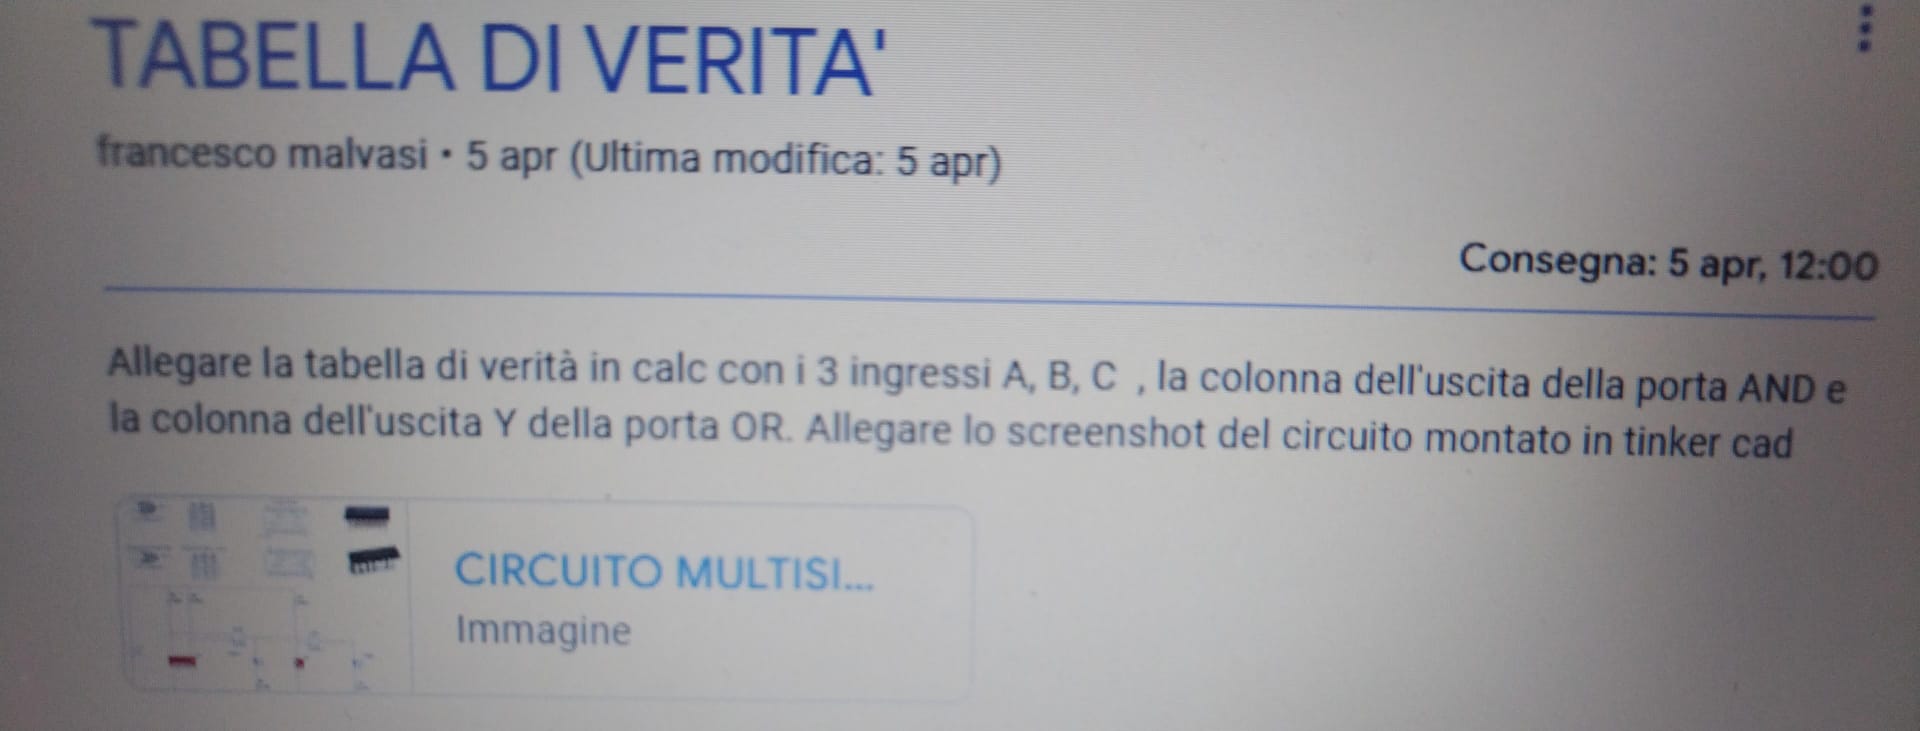 TABELLA DI VERITA'
francesco malvasi • 5 apr (Ultima modifica: 5 apr)
Consegna: 5 apr, 12:00
Allegare la tabella di verità in calc con i 3 ingressi A, B, C , la colonna dell'uscita della porta AND e
la colonna dell'uscita Y della porta OR. Allegare lo screenshot del circuito montato in tinker cad
CIRCUITO MULTISI...
Immagine